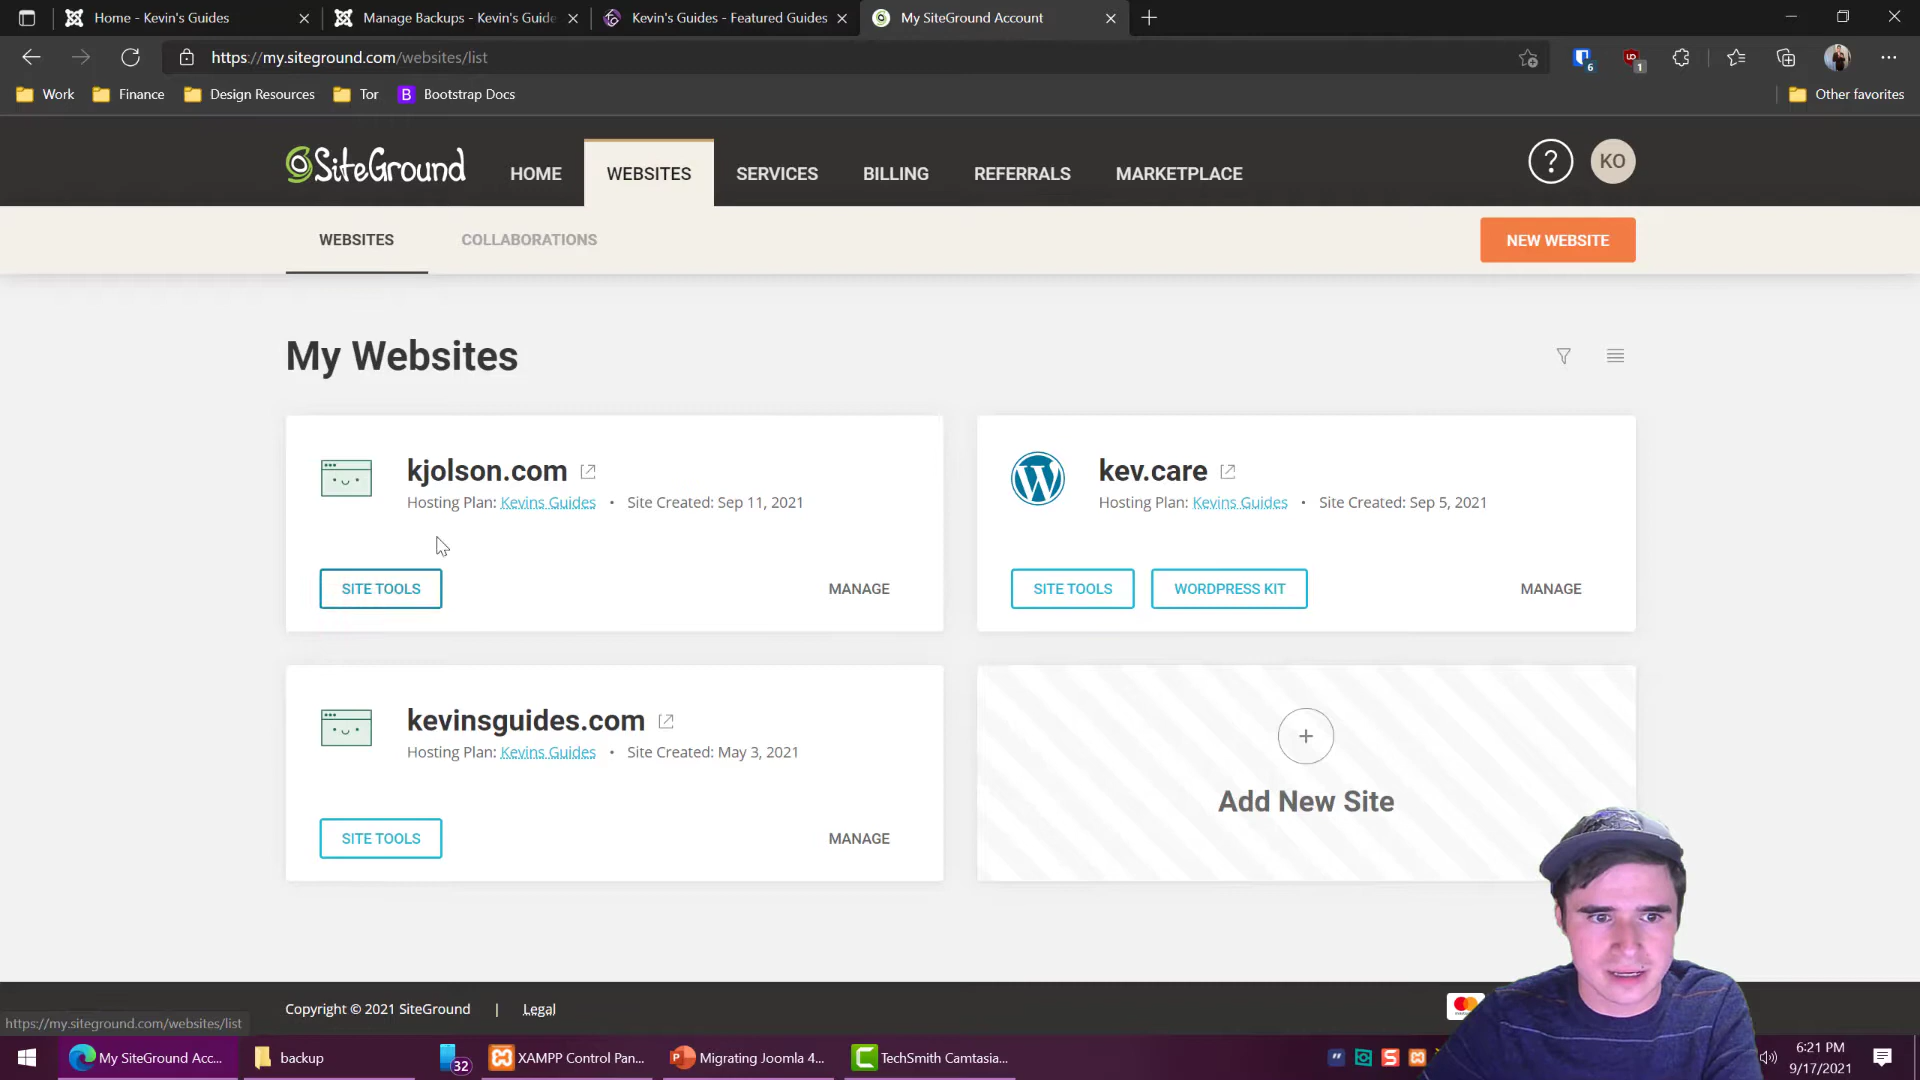 Home - Kevin's Guides
Manage Backups - Kevin's Guide
Kevin's Guides - Featured Guides
My SiteGround Account
https://my.siteground.com/websites/list
6
UD
1
Work
Finance
Design Resources
Tor
B
Bootstrap Docs
Other favorites
SiteGround
HOME
WEBSITES
SERVICES
BILLING
REFERRALS
MARKETPLACE
?
KO
WEBSITES
COLLABORATIONS
NEW WEBSITE
My Websites
kjolson.com
Hosting Plan: Kevins Guides • Site Created: Sep 11, 2021
SITE TOOLS
MANAGE
kev.care
Hosting Plan: Kevins Guides • Site Created: Sep 5, 2021
SITE TOOLS
WORDPRESS KIT
MANAGE
kevinsguides.com
Hosting Plan: Kevins Guides • Site Created: May 3, 2021
SITE TOOLS
MANAGE
Add New Site
Copyright © 2021 SiteGround | Legal
https://my.siteground.com/websites/list
My SiteGround Acc...
backup
32
XAMPP Control Pan...
Migrating Joomla 4...
TechSmith Camtasia...
6:21 PM
9/17/2021